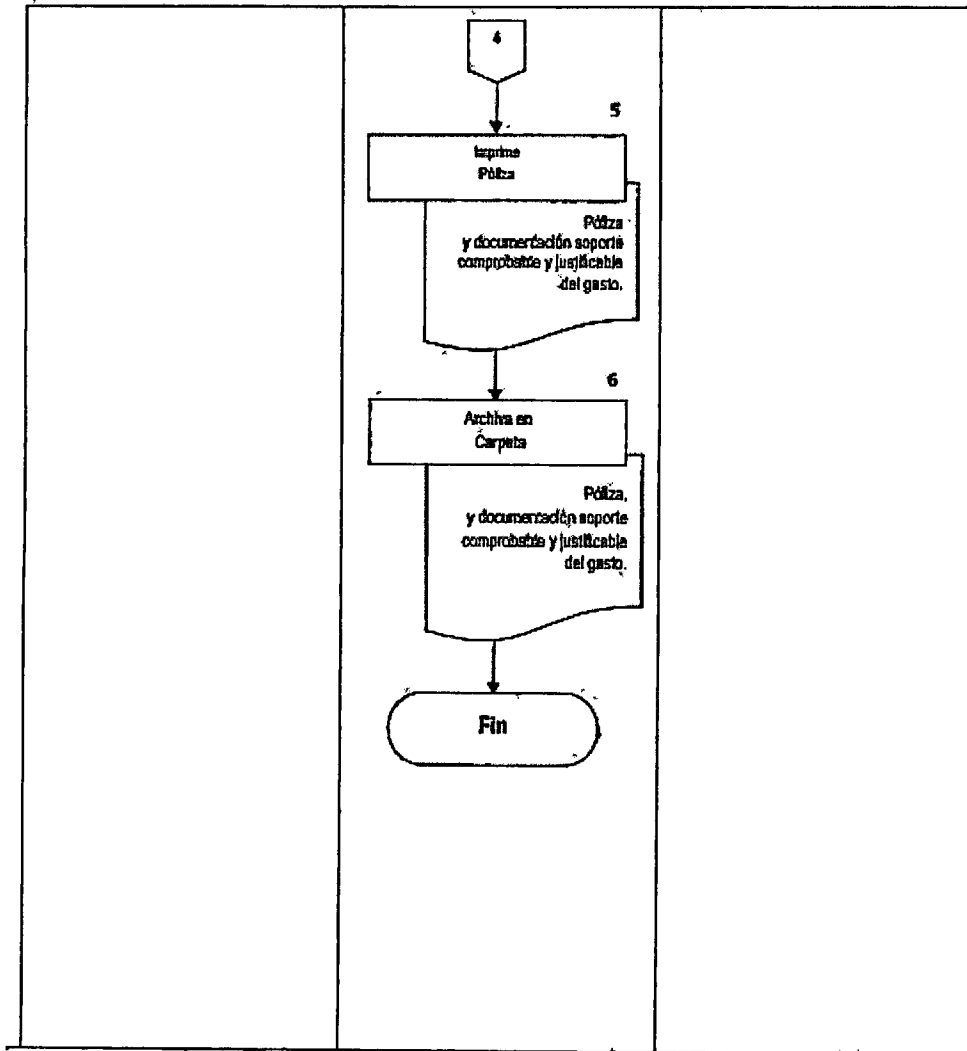 4
5
Imprime
Póliza
Póliza
y documentación soporte
comprobable y justificable
del gasto.
6
Archiva en
Carpeta
Póliza,
y documentación soporte
comprobable y justificable
del gasto.
Fin